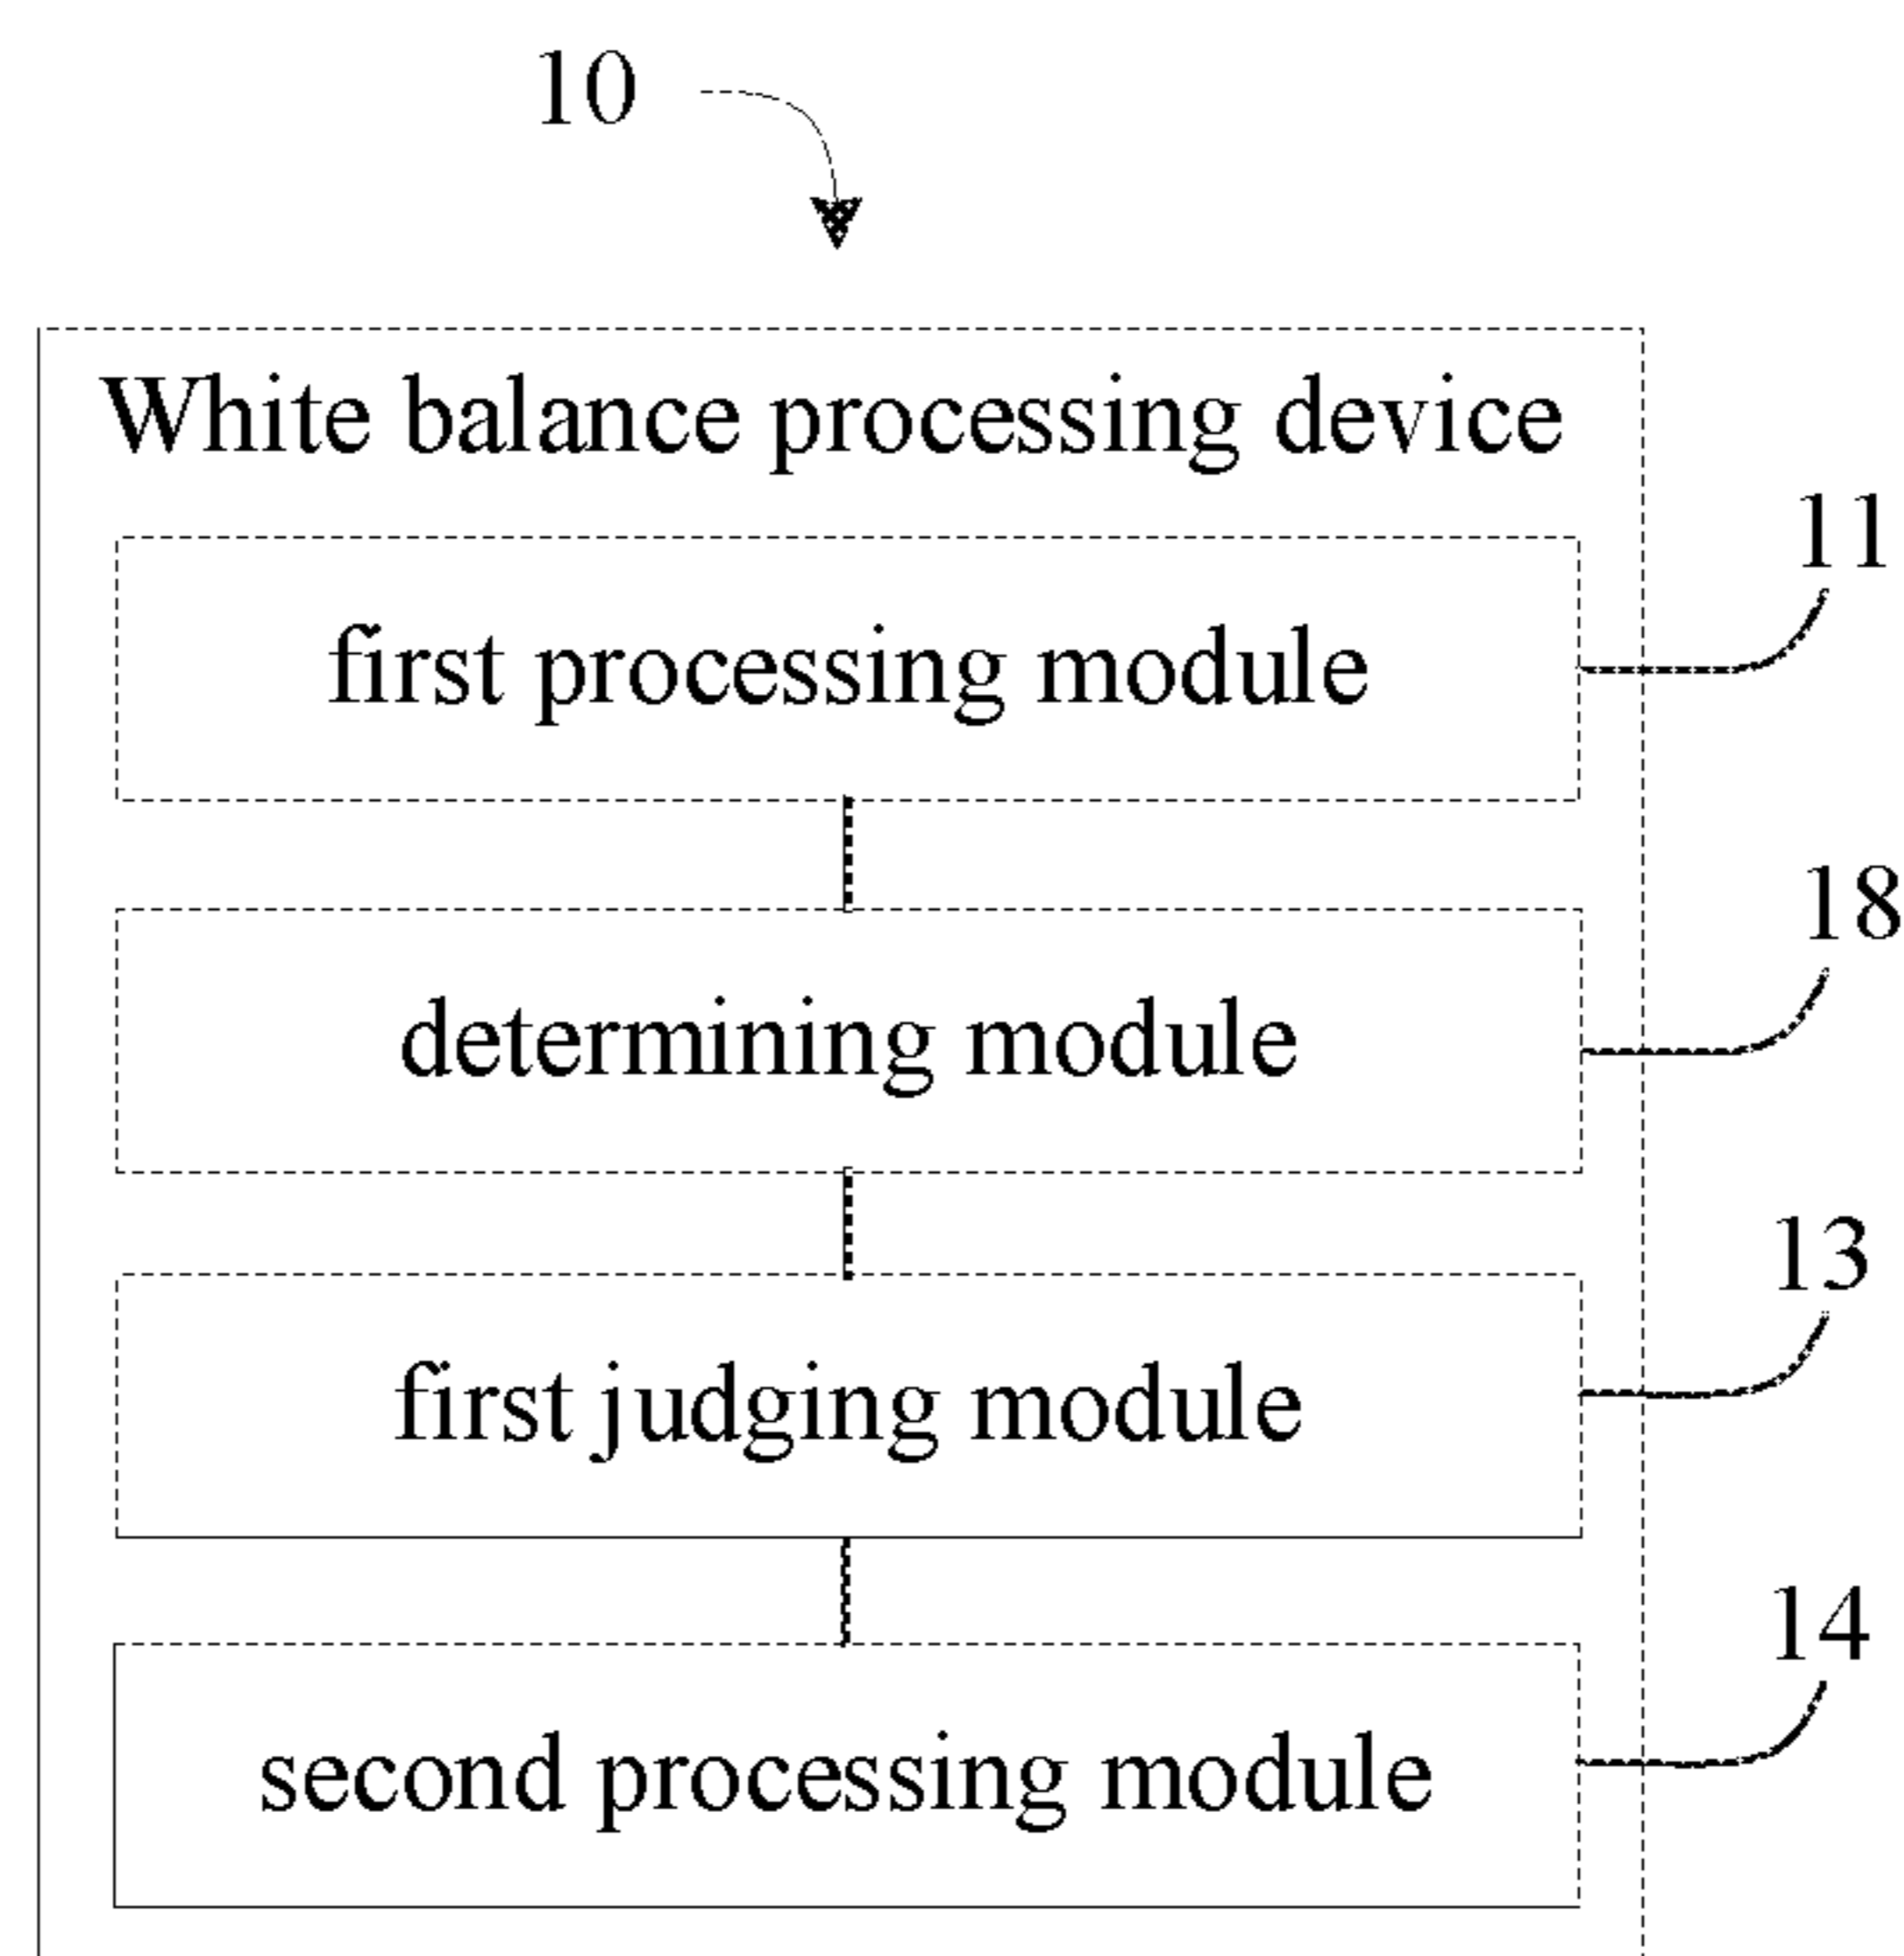 10
White balance processing device
11
first processing module
18
determining module
13
first judging module
14
second processing module